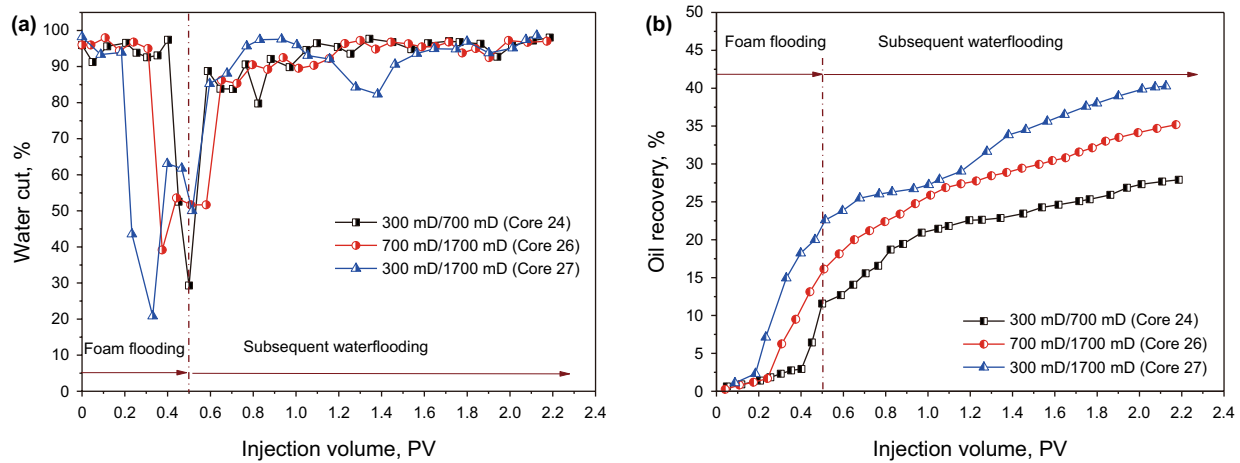 (a)
100
90
80
70
60
50
40
30
20
10
0
Water cut, %
300 mD/700 mD (Core 24)
700 mD/1700 mD (Core 26)
300 mD/1700 mD (Core 27)
Foam flooding
Subsequent waterflooding
0 0.2 0.4 0.6 0.8 1.0 1.2 1.4 1.6 1.8 2.0 2.2 2.4
Injection volume, PV
(b)
50
45
40
35
30
25
20
15
10
5
0
Oil recovery, %
Foam flooding
Subsequent waterflooding
300 mD/700 mD (Core 24)
700 mD/1700 mD (Core 26)
300 mD/1700 mD (Core 27)
0 0.2 0.4 0.6 0.8 1.0 1.2 1.4 1.6 1.8 2.0 2.2 2.4
Injection volume, PV